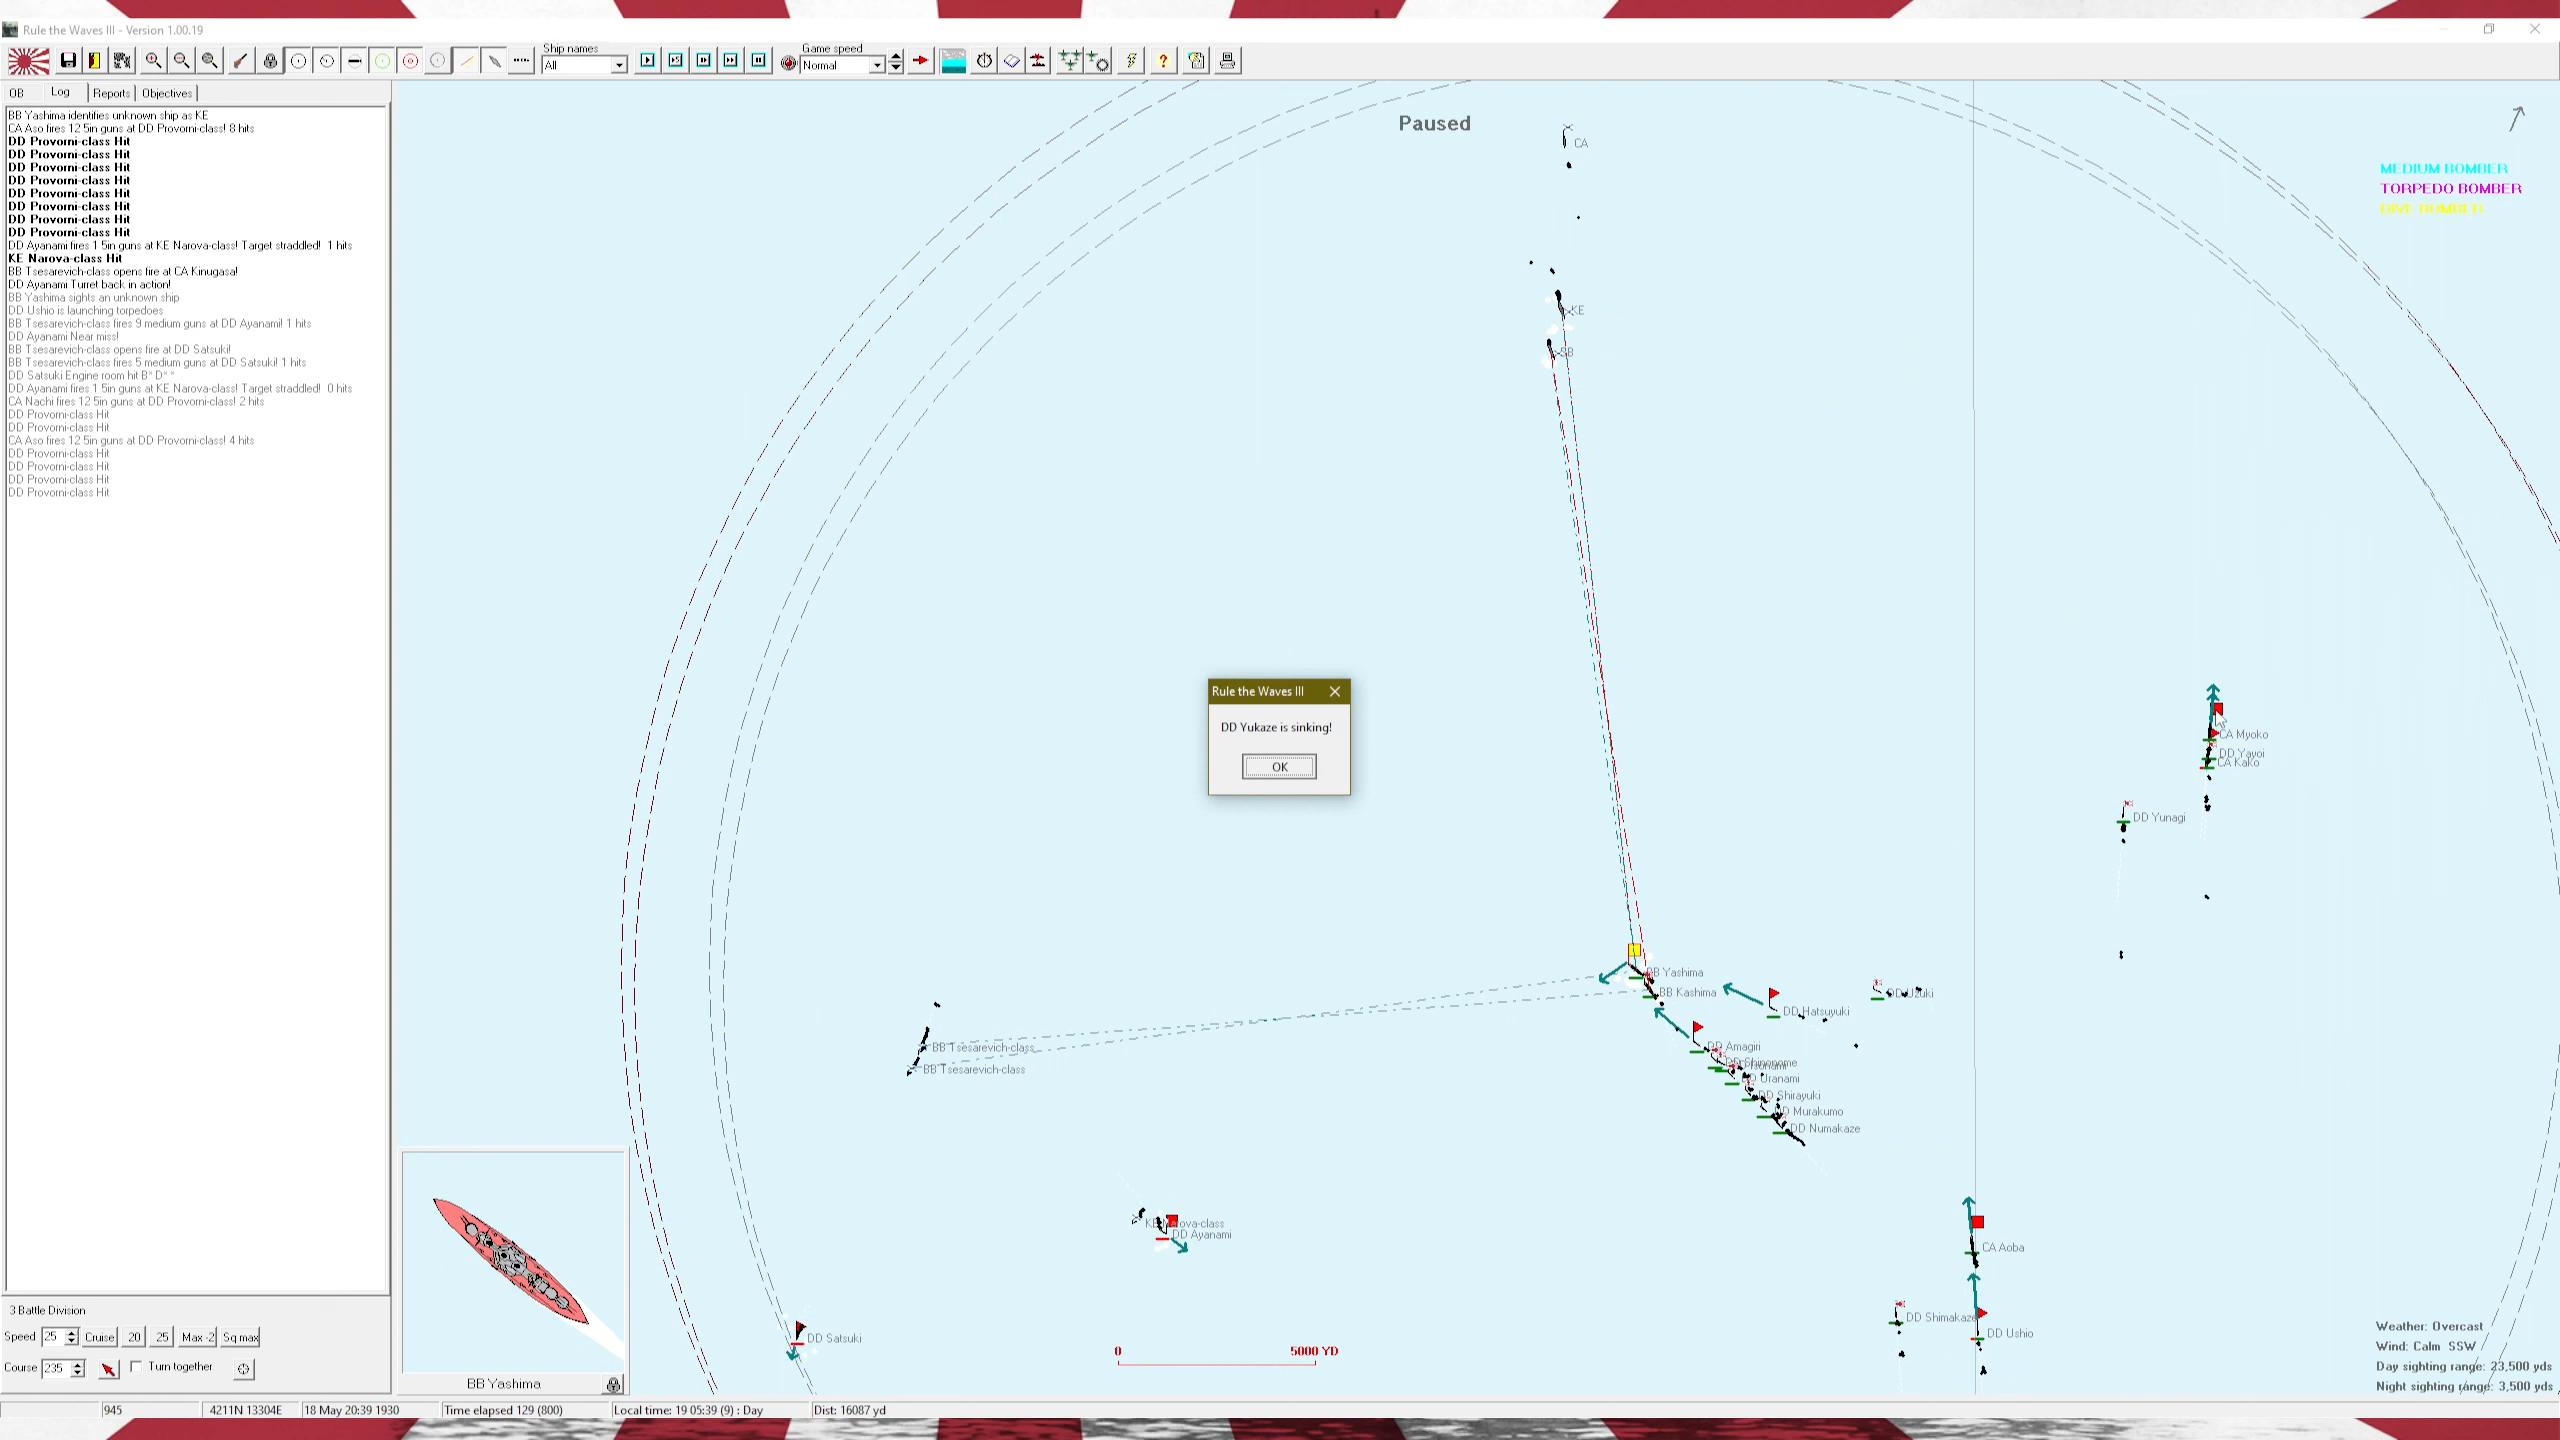 Rule the Waves III - Version 1.00.19
Ship names
All
Game speed
Normal
OB
Log
Reports
Objectives
BB Yashima identifies unknown ship as KE
CA Aso fires 12 5in guns at DD Provorni-class! 8 hits
DD Provorni-class Hit
DD Provorni-class Hit
DD Provorni-class Hit
DD Provorni-class Hit
DD Provorni-class Hit
DD Provorni-class Hit
DD Provorni-class Hit
DD Provorni-class Hit
DD Ayanami fires 1 5in guns at KE Narova-class! Target straddled! 1 hits
KE Narova-class Hit
BB Tsesarevich-class opens fire at CA Kinugasa!
DD Ayanami Turret back in action!
BB Yashima sights an unknown ship
DD Ushio is launching torpedoes
BB Tsesarevich-class fires 9 medium guns at DD Ayanami! 1 hits
DD Ayanami Near miss!
BB Tsesarevich-class opens fire at DD Satsuki!
BB Tsesarevich-class fires 5 medium guns at DD Satsuki! 1 hits
DD Satsuki Engine room hit B* D* *
DD Ayanami fires 1 5in guns at KE Narova-class! Target straddled! 0 hits
CA Nachi fires 12 5in guns at DD Provorni-class! 2 hits
DD Provorni-class Hit
DD Provorni-class Hit
CA Aso fires 12 5in guns at DD Provorni-class! 4 hits
DD Provorni-class Hit
DD Provorni-class Hit
DD Provorni-class Hit
DD Provorni-class Hit
Paused
MEDIUM BOMBER
TORPEDO BOMBER
DIVE BOMBER
CA
KE
BB
Rule the Waves III
DD Yukaze is sinking!
OK
CA Myoko
DD Yayoi
CA Kako
DD Yunagi
BB Yashima
BB Kashima
DD Uzuki
DD Hatsuyuki
DD Amagiri
DD Shinonome
DD Uranami
DD Shirayuki
DD Murakumo
DD Numakaze
BB Tsesarevich-class
BB Tsesarevich-class
KE Narova-class
DD Ayanami
DD Satsuki
CA Aoba
DD Shimakaze
DD Ushio
0 5000 YD
Weather: Overcast
Wind: Calm SSW
Day sighting range: 23,500 yds
Night sighting range: 3,500 yds
3 Battle Division
Speed 25 Cruise 20 25 Max -2 Sq max
Course 235 Turn together
BB Yashima
945 4211N 13304E 18 May 20:39 1930 Time elapsed 129 (800) Local time: 19 05:39 (9) : Day Dist: 16087 yd